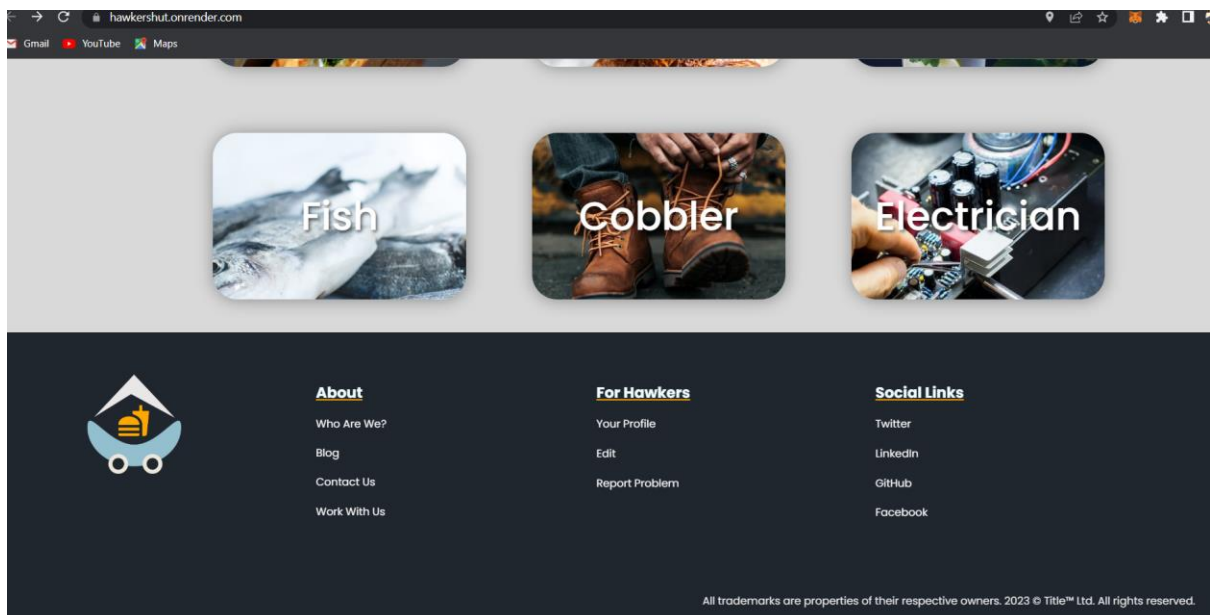 hawkershut.onrender.com
Gmail YouTube Maps
Fish Cobbler Electrician
About For Hawkers Social Links
Who Are We? Your Profile Twitter
Blog Edit LinkedIn
Contact Us Report Problem GitHub
Work With Us Facebook
All trademarks are properties of their respective owners. 2023 © Title™ Ltd. All rights reserved.